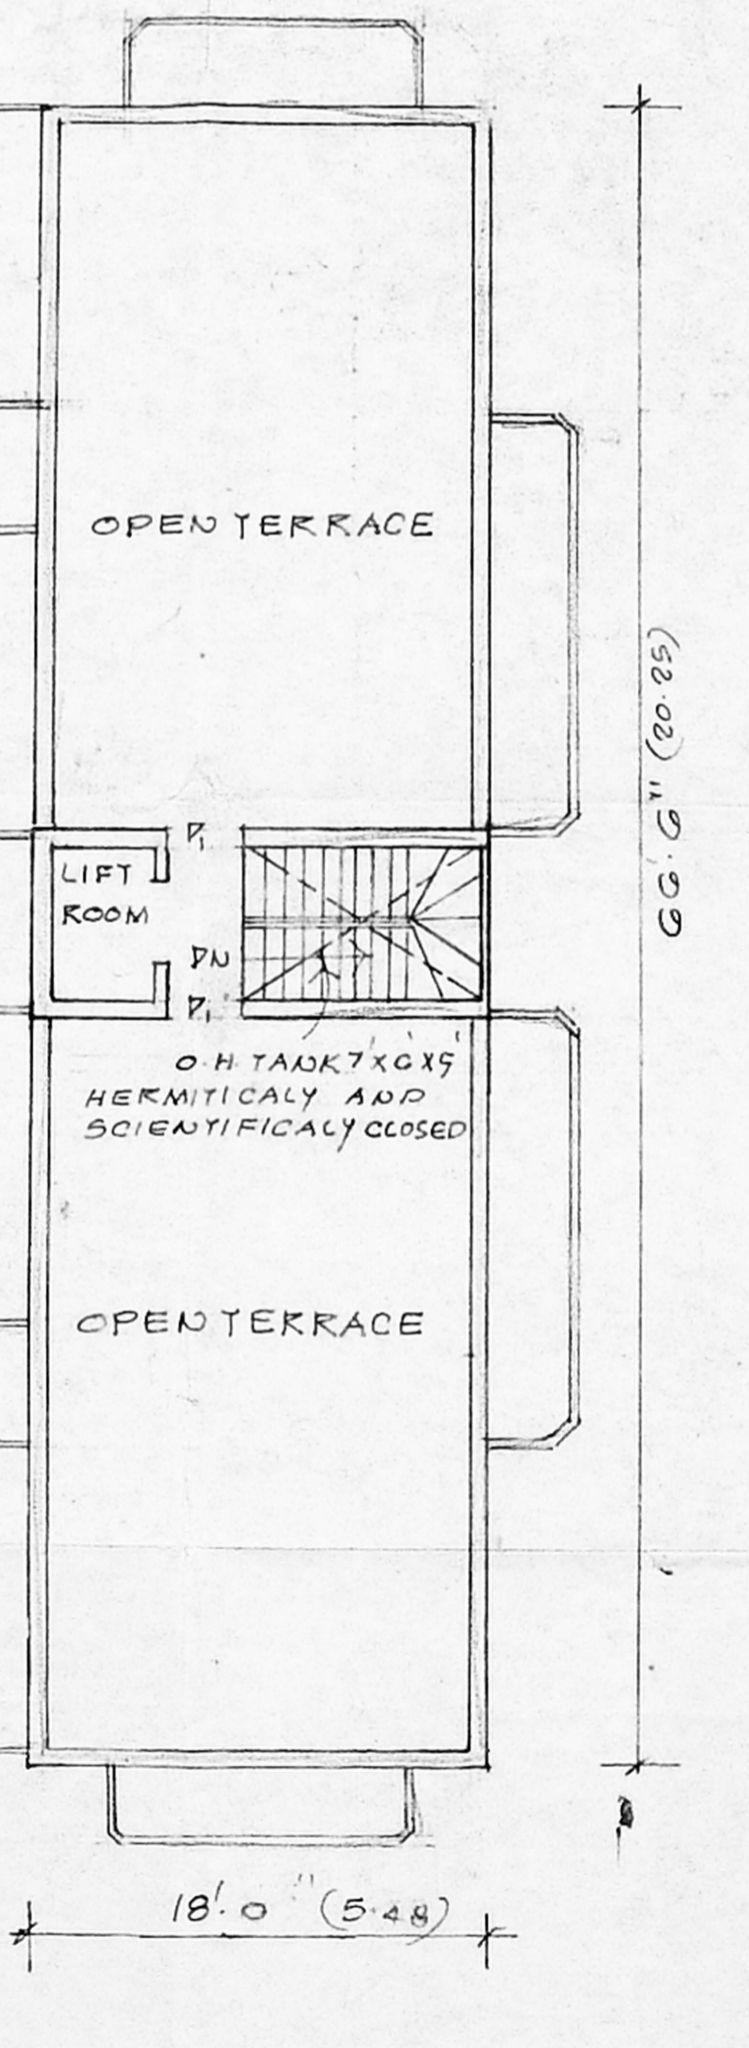 OPEN TERRACE
D1
LIFT
ROOM
DN
D1
O.H. TANK 7'X6'X5'
HERMITICALY AND
SCIENTIFICALY CLOSED
OPEN TERRACE
66'.6" (20.25)
18'.0" (5.48)